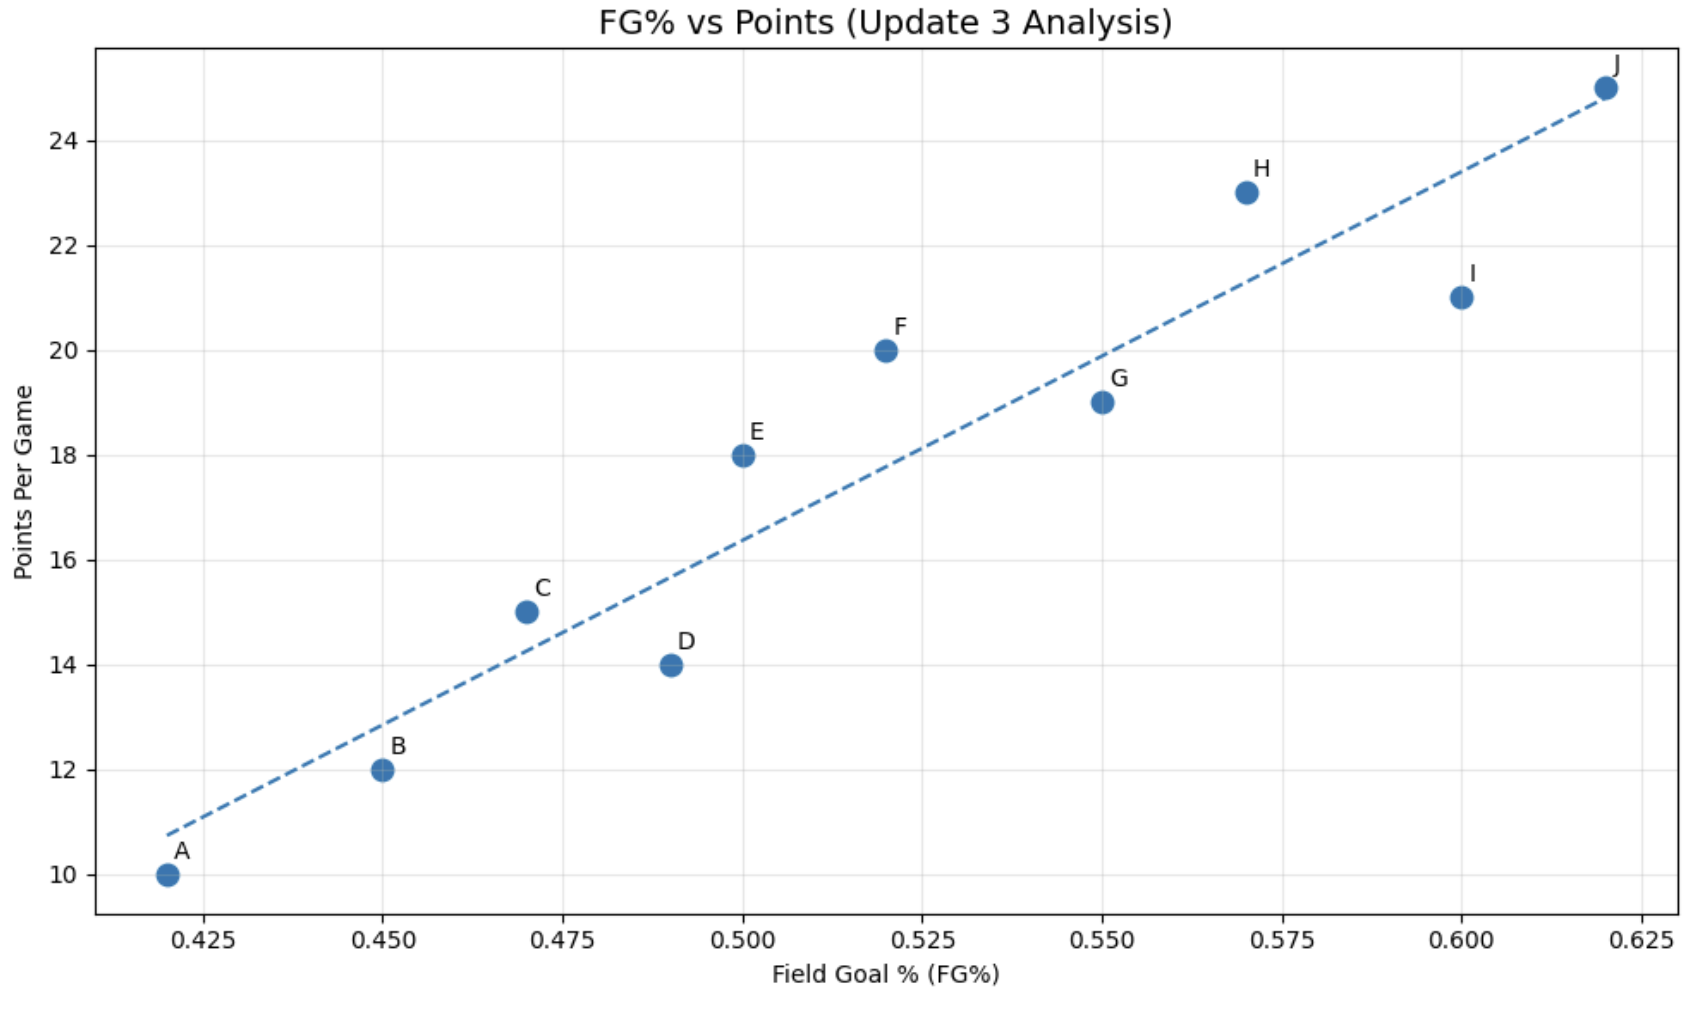 FG% vs Points (Update 3 Analysis)
J
24
H
22
I
20
F
G
18
E
16
C
14
D
12
B
10
A
Points Per Game
0.425 0.450 0.475 0.500 0.525 0.550 0.575 0.600 0.625
Field Goal % (FG%)